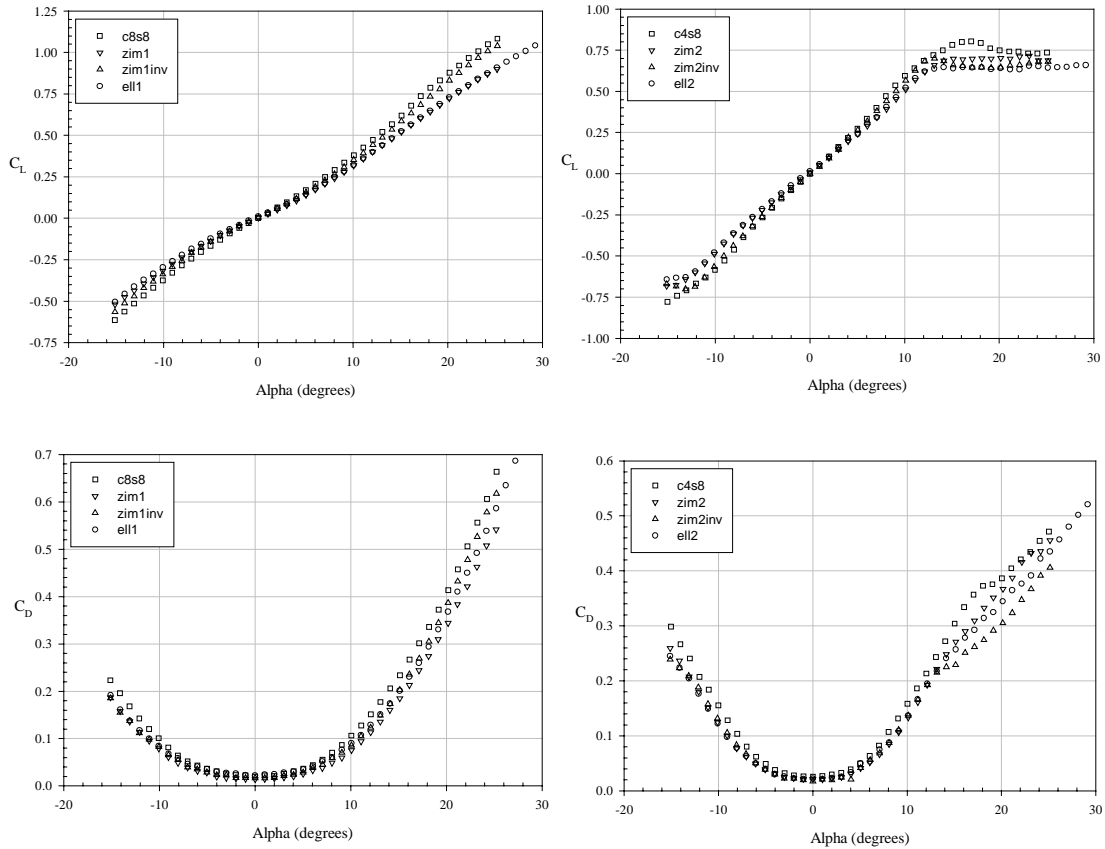 1.25
1.00
0.75
0.50
0.25
0.00
-0.25
-0.50
-0.75
C_L
c8s8
zim1
zim1inv
ell1
-20 -10 0 10 20 30
Alpha (degrees)
1.00
0.75
0.50
0.25
0.00
-0.25
-0.50
-0.75
-1.00
C_L
c4s8
zim2
zim2inv
ell2
-20 -10 0 10 20 30
Alpha (degrees)
0.7
0.6
0.5
0.4
0.3
0.2
0.1
0.0
C_D
c8s8
zim1
zim1inv
ell1
-20 -10 0 10 20 30
Alpha (degrees)
0.6
0.5
0.4
0.3
0.2
0.1
0.0
C_D
c4s8
zim2
zim2inv
ell2
-20 -10 0 10 20 30
Alpha (degrees)